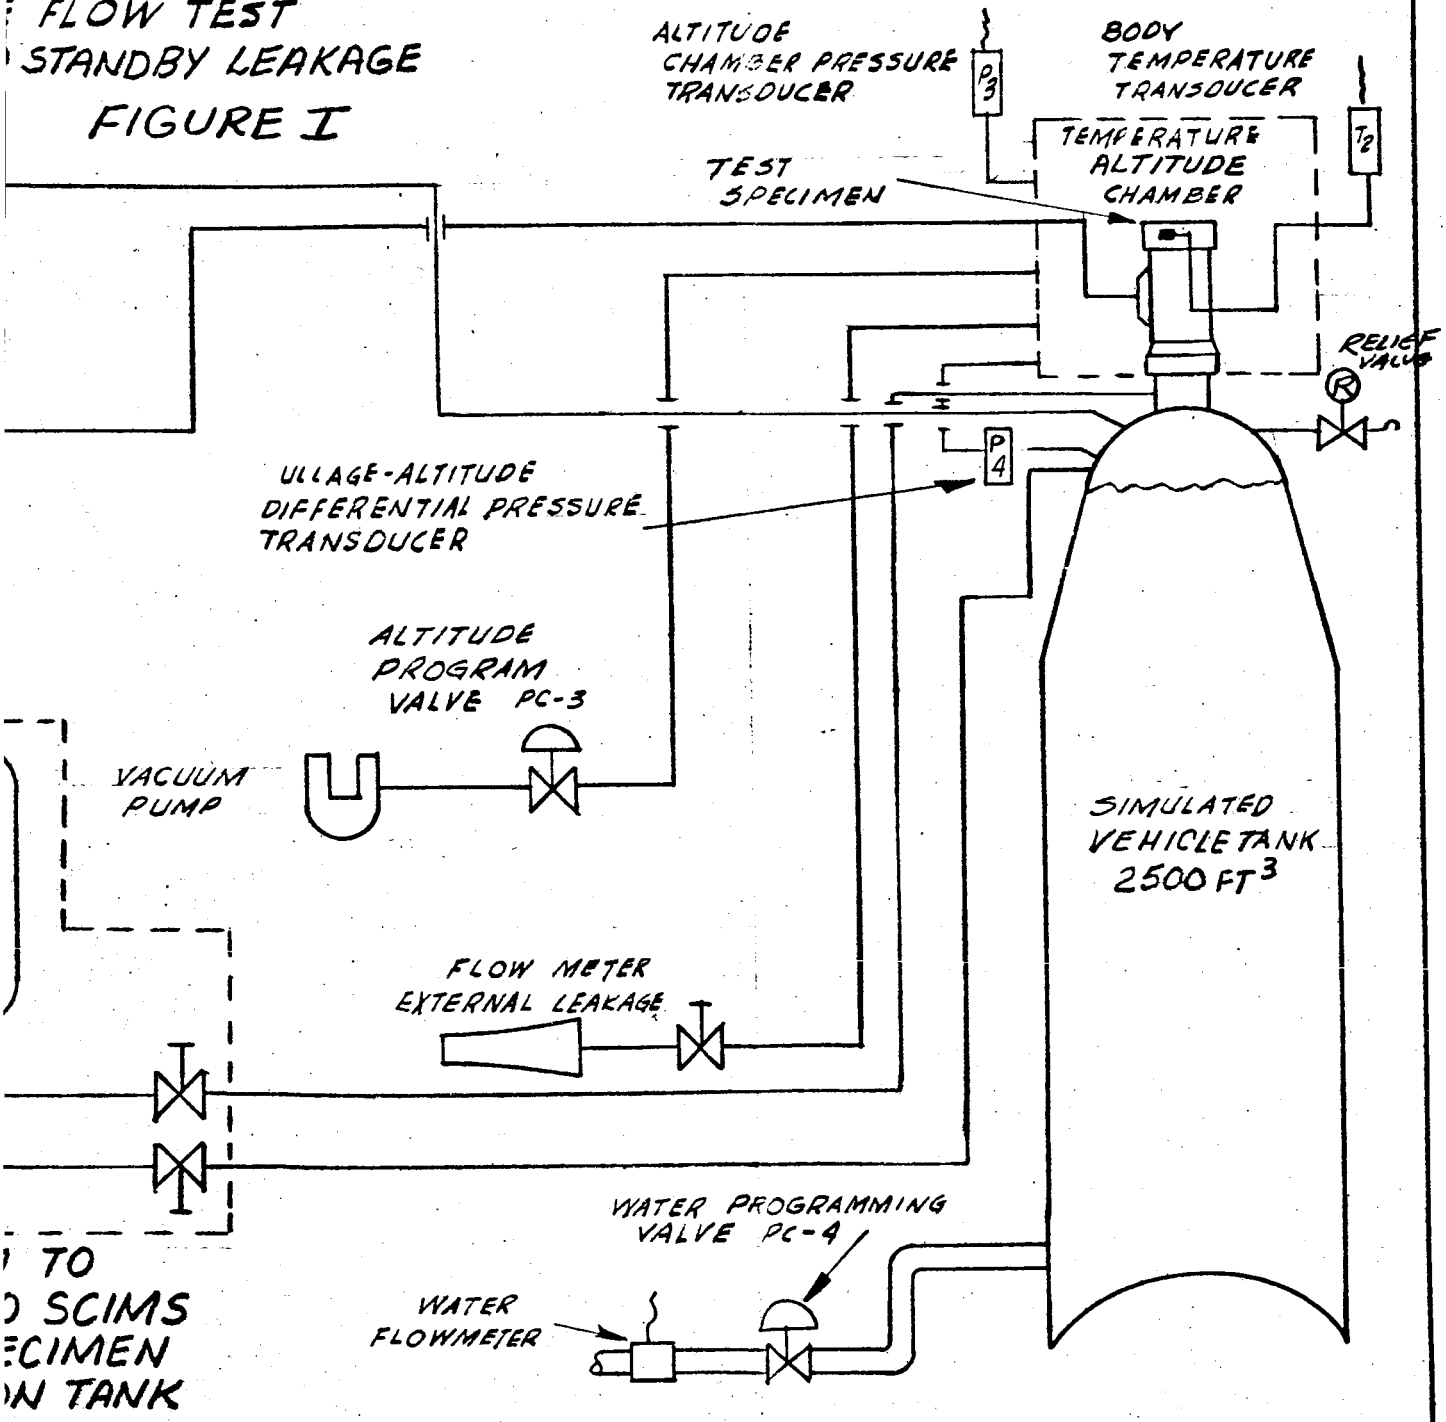 FLOW TEST
STANDBY LEAKAGE
FIGURE I
ALTITUDE
CHAMBER PRESSURE
TRANSDUCER
P3
BODY
TEMPERATURE
TRANSDUCER
T2
TEMPERATURE
ALTITUDE
CHAMBER
TEST
SPECIMEN
RELIEF
VALVE
R
P
4
ULLAGE-ALTITUDE
DIFFERENTIAL PRESSURE
TRANSDUCER
ALTITUDE
PROGRAM
VALVE PC-3
VACUUM
PUMP
SIMULATED
VEHICLE TANK
2500 FT³
FLOW METER
EXTERNAL LEAKAGE
WATER PROGRAMMING
VALVE PC-4
WATER
FLOWMETER
TO
SCIMS
ECIMEN
ON TANK